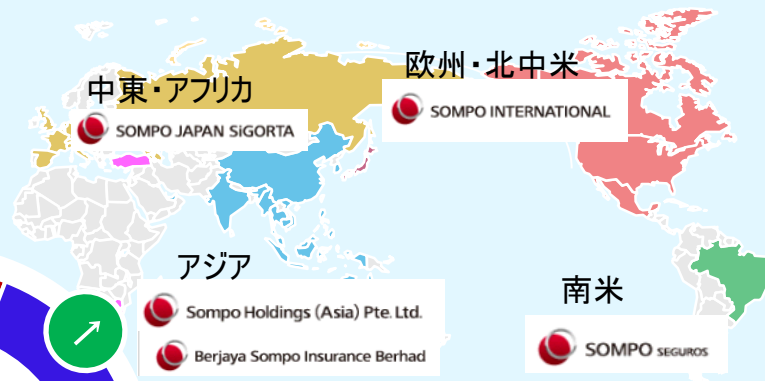 欧州・北中米
SOMPO INTERNATIONAL
中東・アフリカ
SOMPO JAPAN SiGORTA
アジア
Sompo Holdings (Asia) Pte. Ltd.
Berjaya Sompo Insurance Berhad
南米
SOMPO SEGUROS